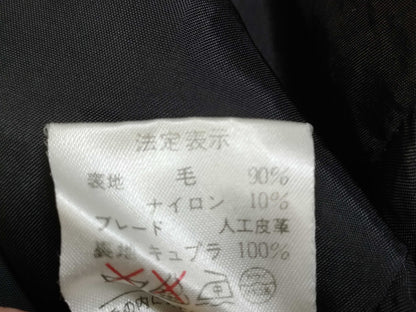 法定表示
表地 毛 90%
ナイロン 10%
ブレード 人工皮革
裏地 キュプラ 100%